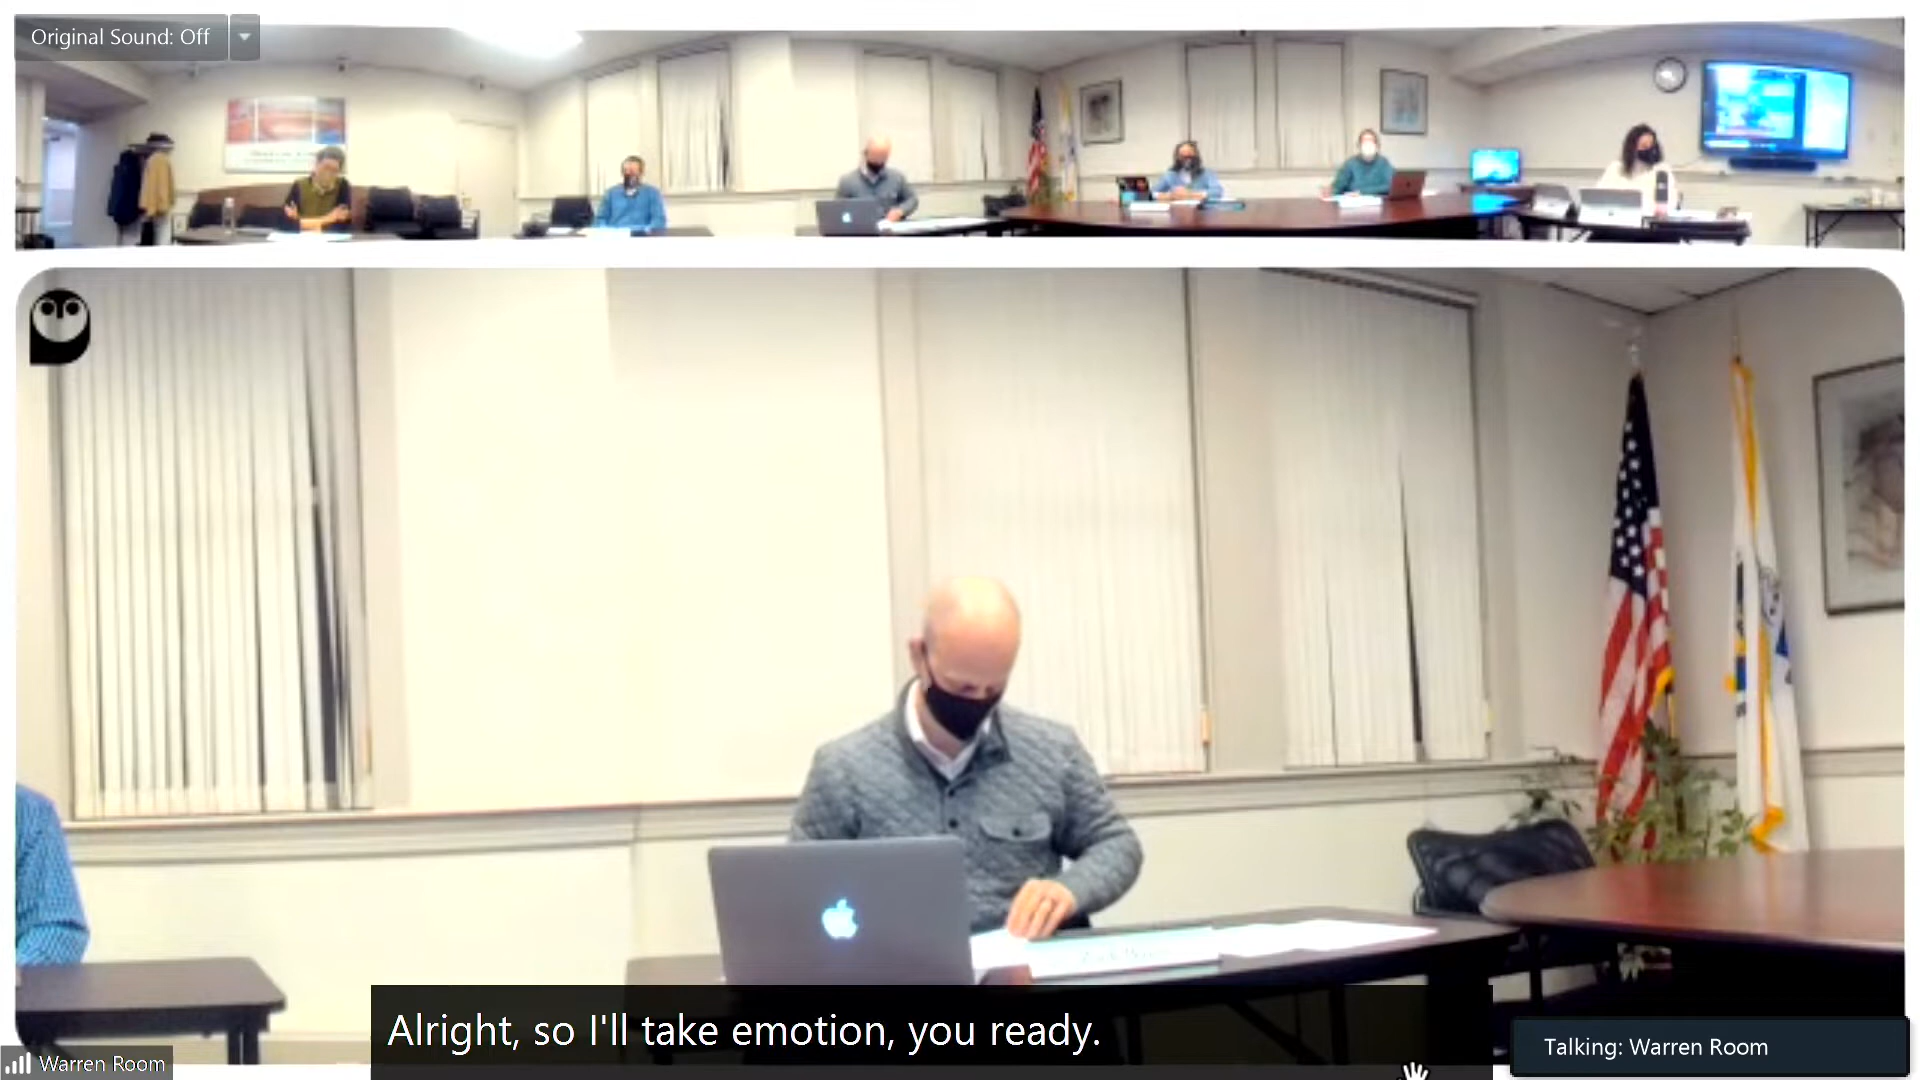 Original Sound: Off
Alright, so I'll take emotion, you ready.
Warren Room
Talking: Warren Room